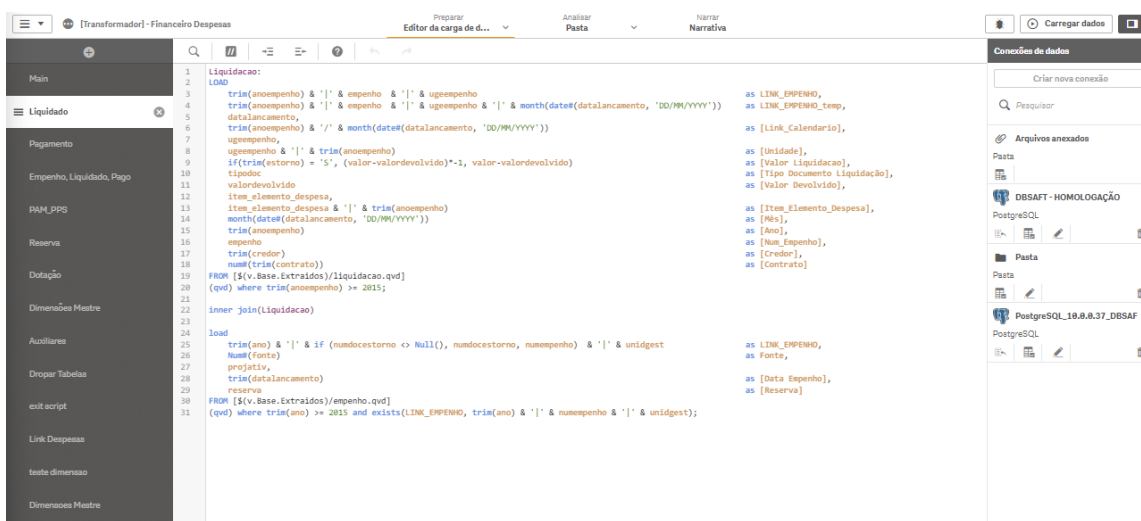 [Transformador] - Financeiro Despesas
Preparar
Editor da carga de d...
Analisar
Pasta
Narrar
Narrativa
Carregar dados
Main
Liquidado
Pagamento
Empenho, Liquidado, Pago
PAM_PPS
Reserva
Dotação
Dimensões Mestre
Auxiliares
Dropar Tabelas
exit script
Link Despesas
teste dimensao
Dimensoes Mestre
1 Liquidacao:
2 LOAD
3 trim(anoempenho) & '|' & empenho & '|' & ugeempenho as LINK_EMPENHO,
4 trim(anoempenho) & '|' & empenho & '|' & ugeempenho & '|' & month(date#(datalancamento, 'DD/MM/YYYY')) as LINK_EMPENHO_temp,
5 datalancamento,
6 trim(anoempenho) & '/' & month(date#(datalancamento, 'DD/MM/YYYY')) as [Link_Calendario],
7 ugeempenho,
8 ugeempenho & '|' & trim(anoempenho) as [Unidade],
9 if(trim(estorno) = 'S', (valor-valordevolvido)*-1, valor-valordevolvido) as [Valor Liquidacao],
10 tipodoc as [Tipo Documento Liquidação],
11 valordevolvido as [Valor Devolvido],
12 item_elemento_despesa,
13 item_elemento_despesa & '|' & trim(anoempenho) as [Item_Elemento_Despesa],
14 month(date#(datalancamento, 'DD/MM/YYYY')) as [Mês],
15 trim(anoempenho) as [Ano],
16 empenho as [Num_Empenho],
17 trim(credor) as [Credor],
18 num#(trim(contrato)) as [Contrato]
19 FROM [$(v.Base.Extraidos)/liquidacao.qvd]
20 (qvd) where trim(anoempenho) >= 2015;
21
22 inner join(Liquidacao)
23
24 load
25 trim(ano) & '|' & if (numdocestorno <> Null(), numdocestorno, numempenho) & '|' & unidgest as LINK_EMPENHO,
26 Num#(fonte) as Fonte,
27 projativ,
28 trim(datalancamento) as [Data Empenho],
29 reserva as [Reserva]
30 FROM [$(v.Base.Extraidos)/empenho.qvd]
31 (qvd) where trim(ano) >= 2015 and exists(LINK_EMPENHO, trim(ano) & '|' & numempenho & '|' & unidgest);
Conexões de dados
Criar nova conexão
Pesquisar
Arquivos anexados
Pasta
DBSAFT - HOMOLOGAÇÃO
PostgreSQL
Pasta
Pasta
PostgreSQL_10.0.0.37_DBSAF
PostgreSQL